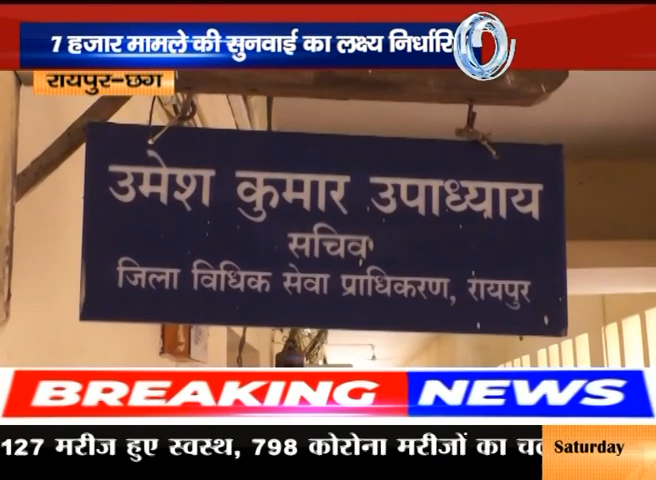 7 हजार मामले की सुनवाई का लक्ष्य
रायपुर-छग
उमेश कुमार उपाध्याय
सचिव
जिला विधिक सेवा प्राधिकरण, रायपुर
BREAKING NEWS
127 मरीज हुए स्वस्थ, 798 कोरोना मरीजों का
Saturday